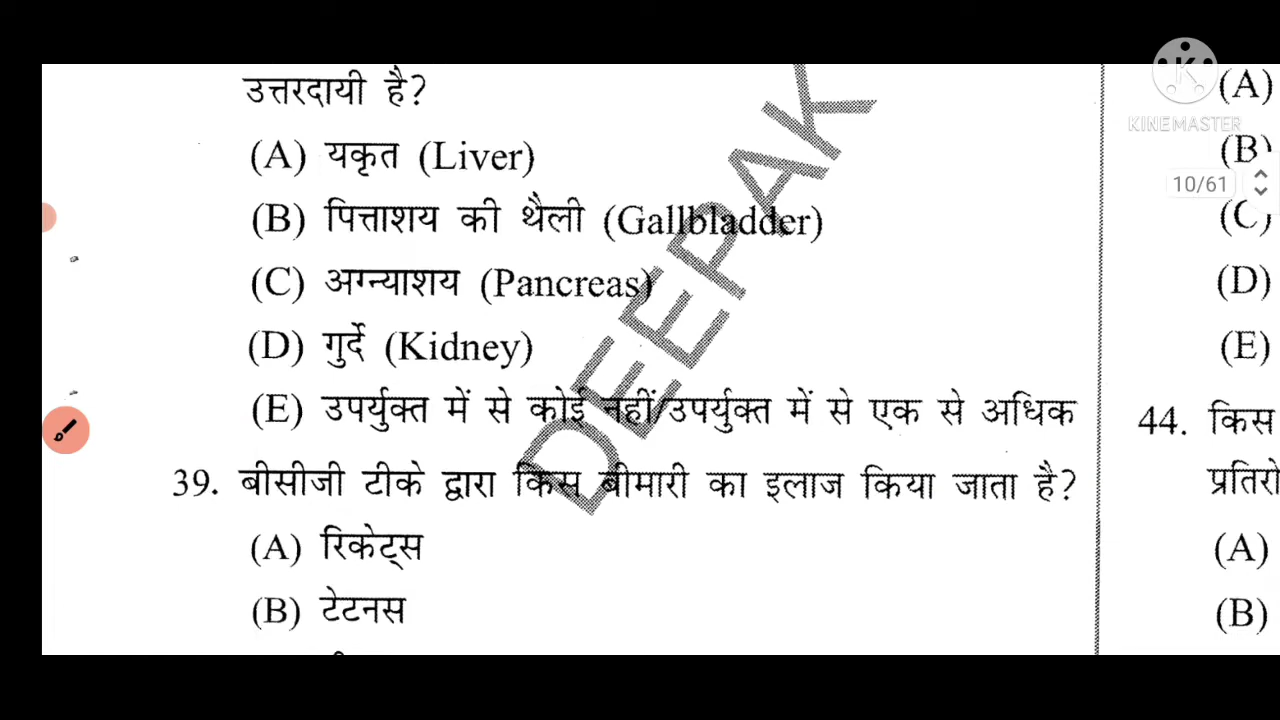 उत्तरदायी है?
(A) यकृत (Liver)
(B) पित्ताशय की थैली (Gallbladder)
(C) अग्न्याशय (Pancreas)
(D) गुर्दे (Kidney)
(E) उपर्युक्त में से कोई नहीं/उपर्युक्त में से एक से अधिक
39. बीसीजी टीके द्वारा किस बीमारी का इलाज किया जाता है?
(A) रिकेट्स
(B) टेटनस
DEEPAK
KINEMASTER
10/61
(A)
(B)
(C)
(D)
(E)
44. किस
प्रतिरो
(A)
(B)